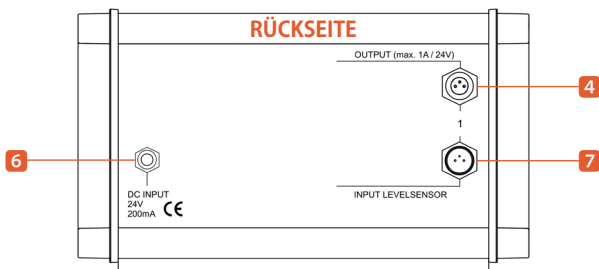 RÜCKSEITE
OUTPUT (max. 1A / 24V)
4
1
6
7
DC INPUT
24V
200mA CE
INPUT LEVELSENSOR